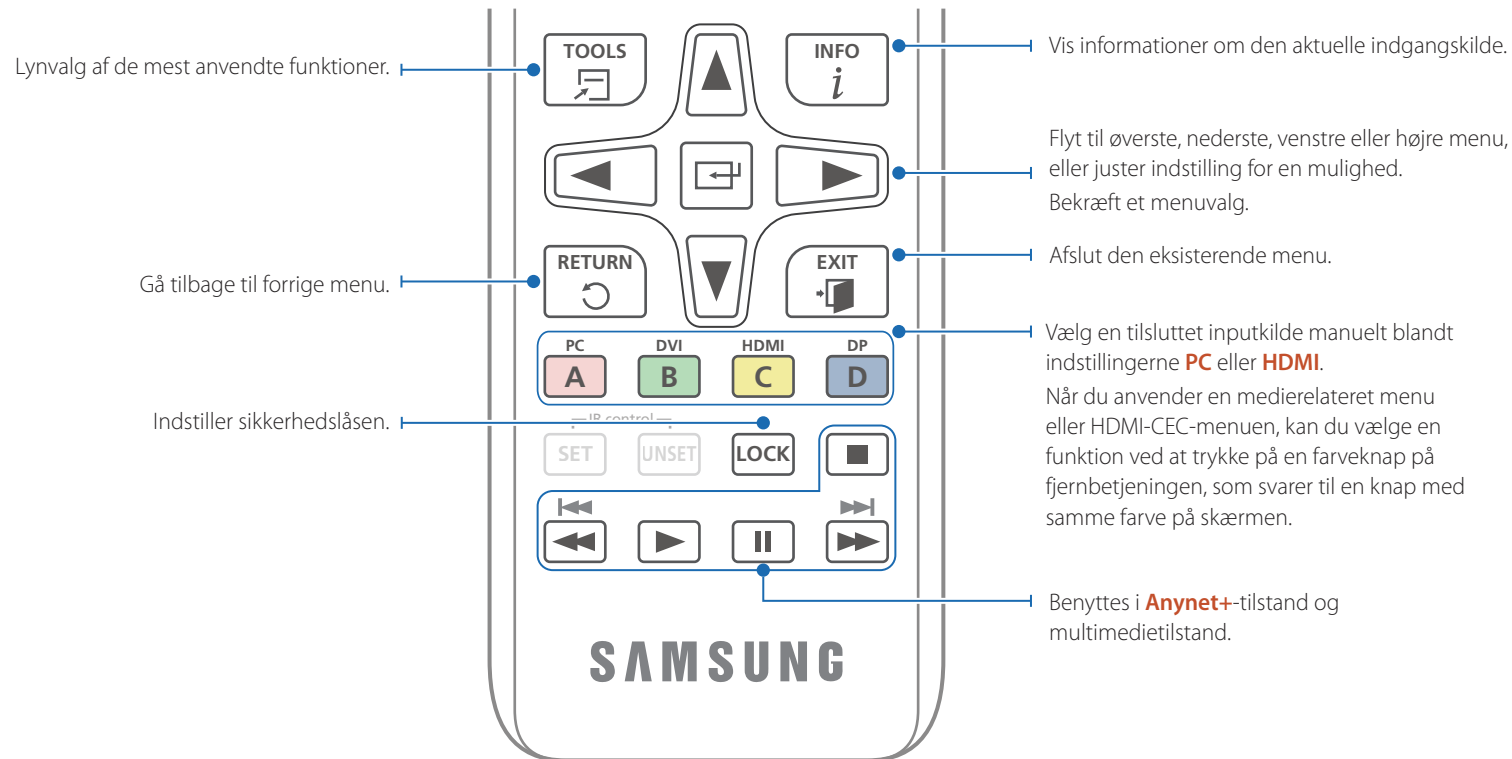 TOOLS
INFO
i
Lynvalg af de mest anvendte funktioner.
Vis informationer om den aktuelle indgangskilde.
Flyt til øverste, nederste, venstre eller højre menu,
eller juster indstilling for en mulighed.
Bekræft et menuvalg.
RETURN
EXIT
Gå tilbage til forrige menu.
Afslut den eksisterende menu.
PC DVI HDMI DP
A B C D
Vælg en tilsluttet inputkilde manuelt blandt
indstillingerne PC eller HDMI.
Når du anvender en medierelateret menu
eller HDMI-CEC-menuen, kan du vælge en
funktion ved at trykke på en farveknap på
fjernbetjeningen, som svarer til en knap med
samme farve på skærmen.
Indstiller sikkerhedslåsen.
IR control
SET UNSET LOCK
Benyttes i Anynet+-tilstand og
multimedietilstand.
SAMSUNG